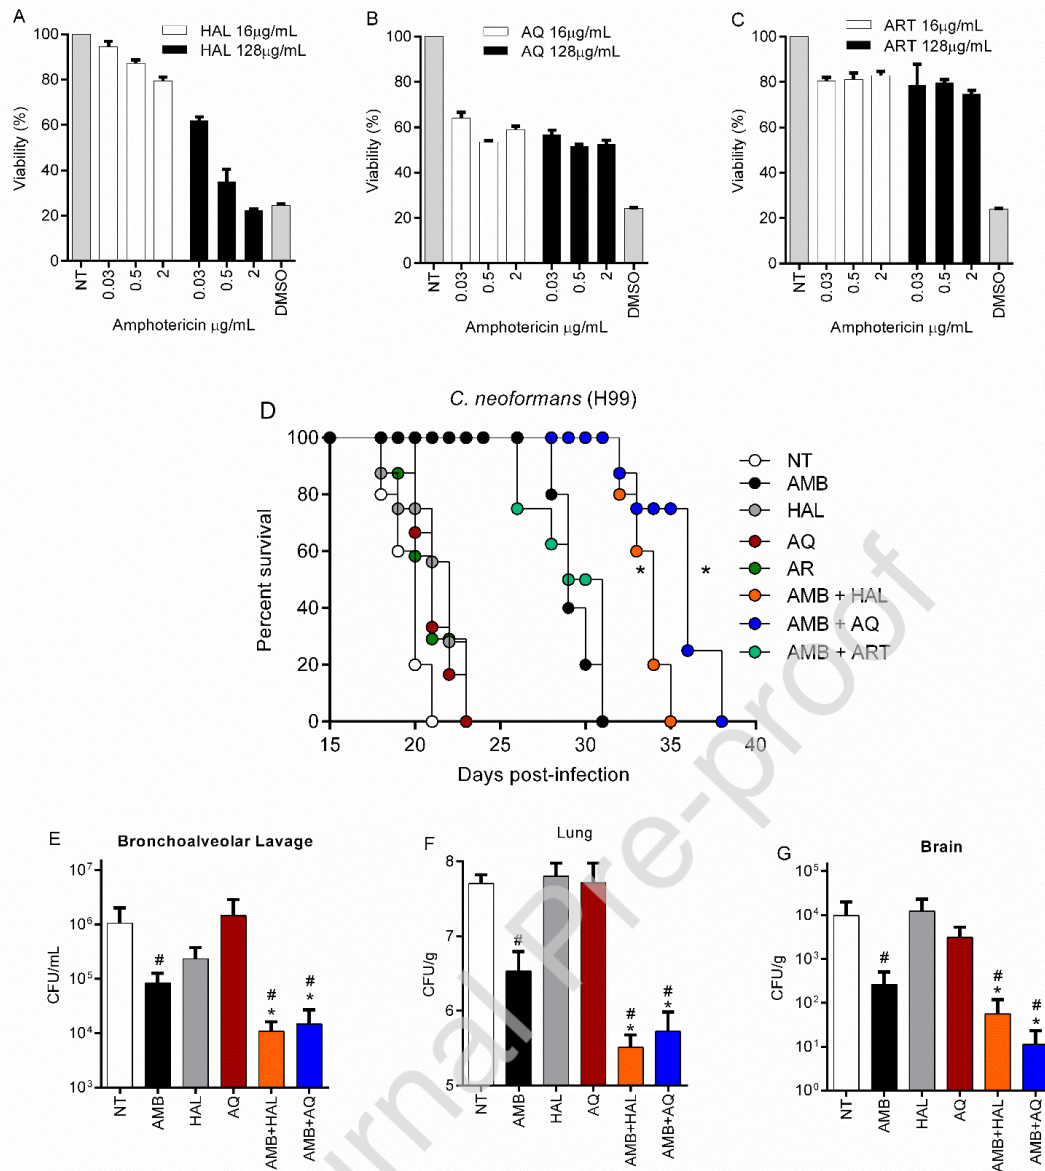 A
HAL 16µg/mL
HAL 128µg/mL
Viability (%)
100
80
60
40
20
0
NT
0.03
0.5
2
0.03
0.5
2
DMSO
Amphotericin µg/mL
B
AQ 16µg/mL
AQ 128µg/mL
Viability (%)
100
80
60
40
20
0
NT
0.03
0.5
2
0.03
0.5
2
DMSO
Amphotericin µg/mL
C
ART 16µg/mL
ART 128µg/mL
Viability (%)
100
80
60
40
20
0
NT
0.03
0.5
2
0.03
0.5
2
DMSO
Amphotericin µg/mL
D
C. neoformans (H99)
Percent survival
100
80
60
40
20
0
15
20
25
30
35
40
Days post-infection
*
*
NT
AMB
HAL
AQ
AR
AMB + HAL
AMB + AQ
AMB + ART
E
Bronchoalveolar Lavage
CFU/mL
10⁷
10⁶
10⁵
10⁴
10³
#
#
*
#
*
NT
AMB
HAL
AQ
AMB+HAL
AMB+AQ
F
Lung
CFU/g
8
7
6
5
#
#
*
#
*
NT
AMB
HAL
AQ
AMB+HAL
AMB+AQ
G
Brain
CFU/g
10⁵
10⁴
10³
10²
10¹
10⁰
#
#
*
#
*
NT
AMB
HAL
AQ
AMB+HAL
AMB+AQ
rnal Pre-proof